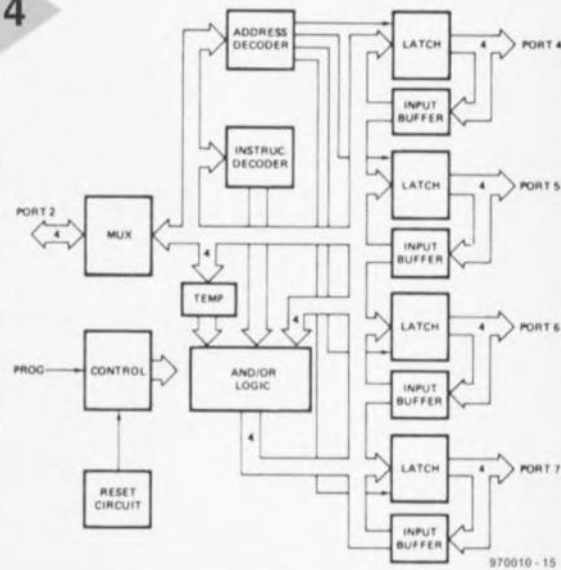 4
ADDRESS
DECODER
LATCH
4
PORT 4
INPUT
BUFFER
INSTRUC
DECODER
LATCH
4
PORT 5
PORT 2
4
MUX
INPUT
BUFFER
4
TEMP
4
LATCH
4
PORT 6
PROG
CONTROL
AND/OR
LOGIC
INPUT
BUFFER
4
LATCH
4
PORT 7
RESET
CIRCUIT
INPUT
BUFFER
970010 - 15